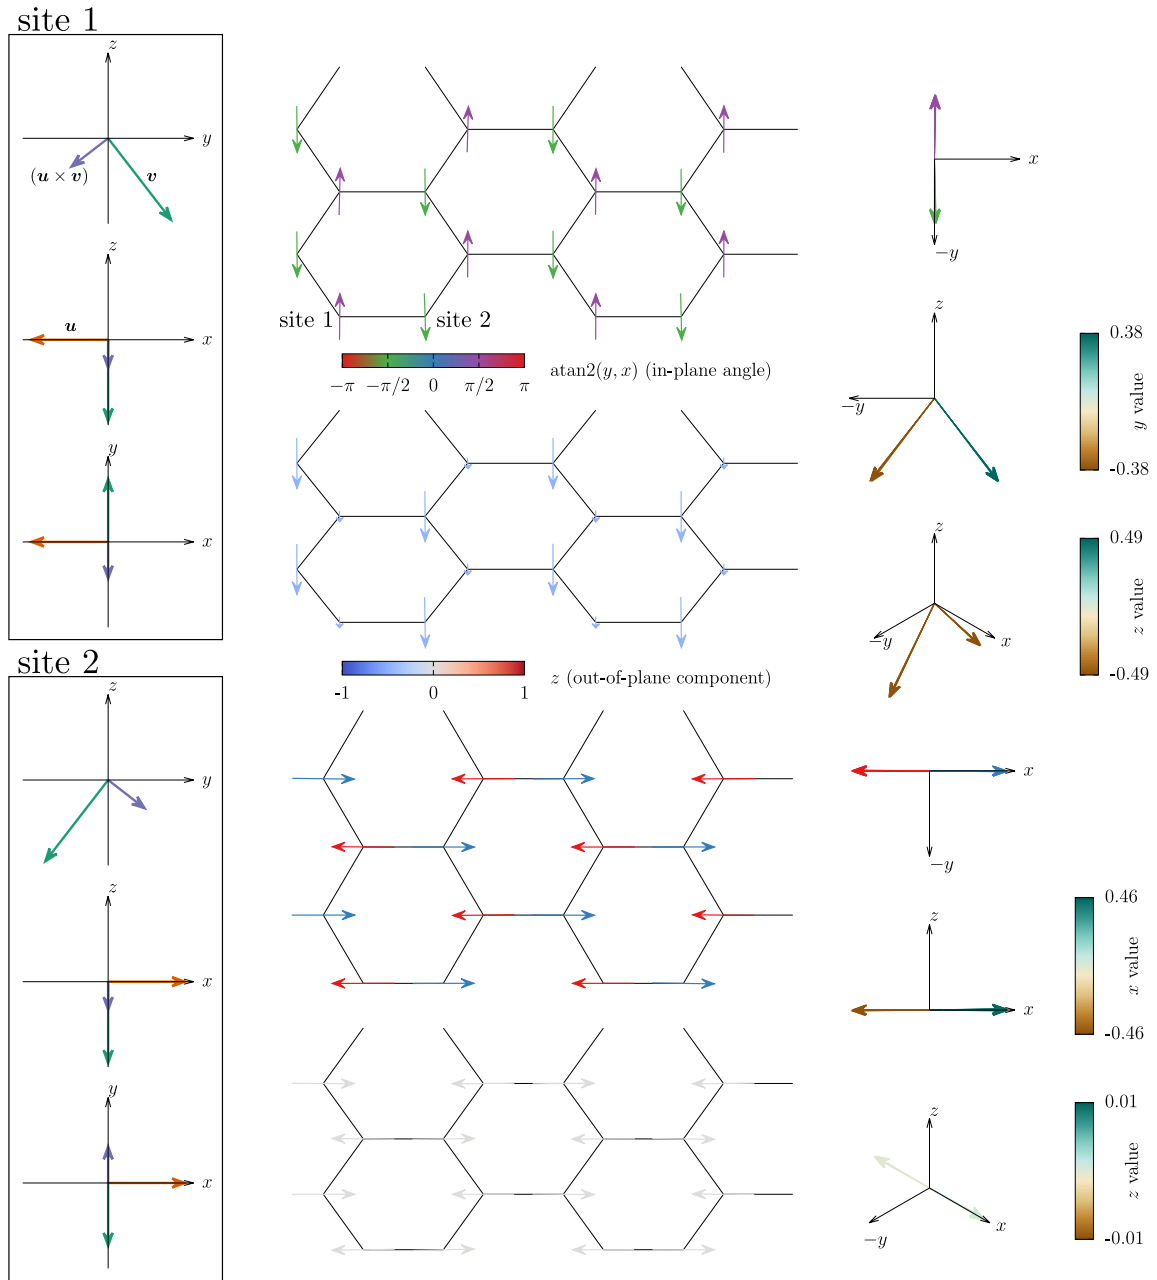 site 1
z
y
(u × v)
v
z
u
x
y
x
site 2
z
y
z
x
y
x
site 1
site 2
−π
−π/2
0
π/2
π
atan2(y, x) (in-plane angle)
-1
0
1
z (out-of-plane component)
x
−y
z
−y
0.38
-0.38
y value
z
−y
x
0.49
-0.49
z value
x
−y
z
x
0.46
-0.46
x value
z
−y
x
0.01
-0.01
z value